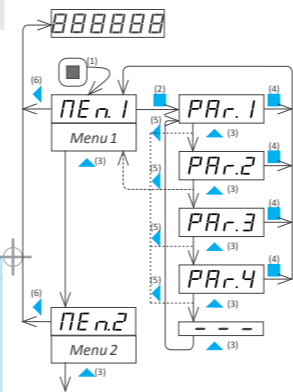 888888
(1)
(6) MEn.1 (2) PAr.1 (4)
Menu 1 (5) (3)
(3) PAr.2 (4)
(5) (3)
PAr.3 (4)
(5) (3)
(5) PAr.4 (4)
(6) MEn.2 (3)
Menu 2 - - -
(3) (3)